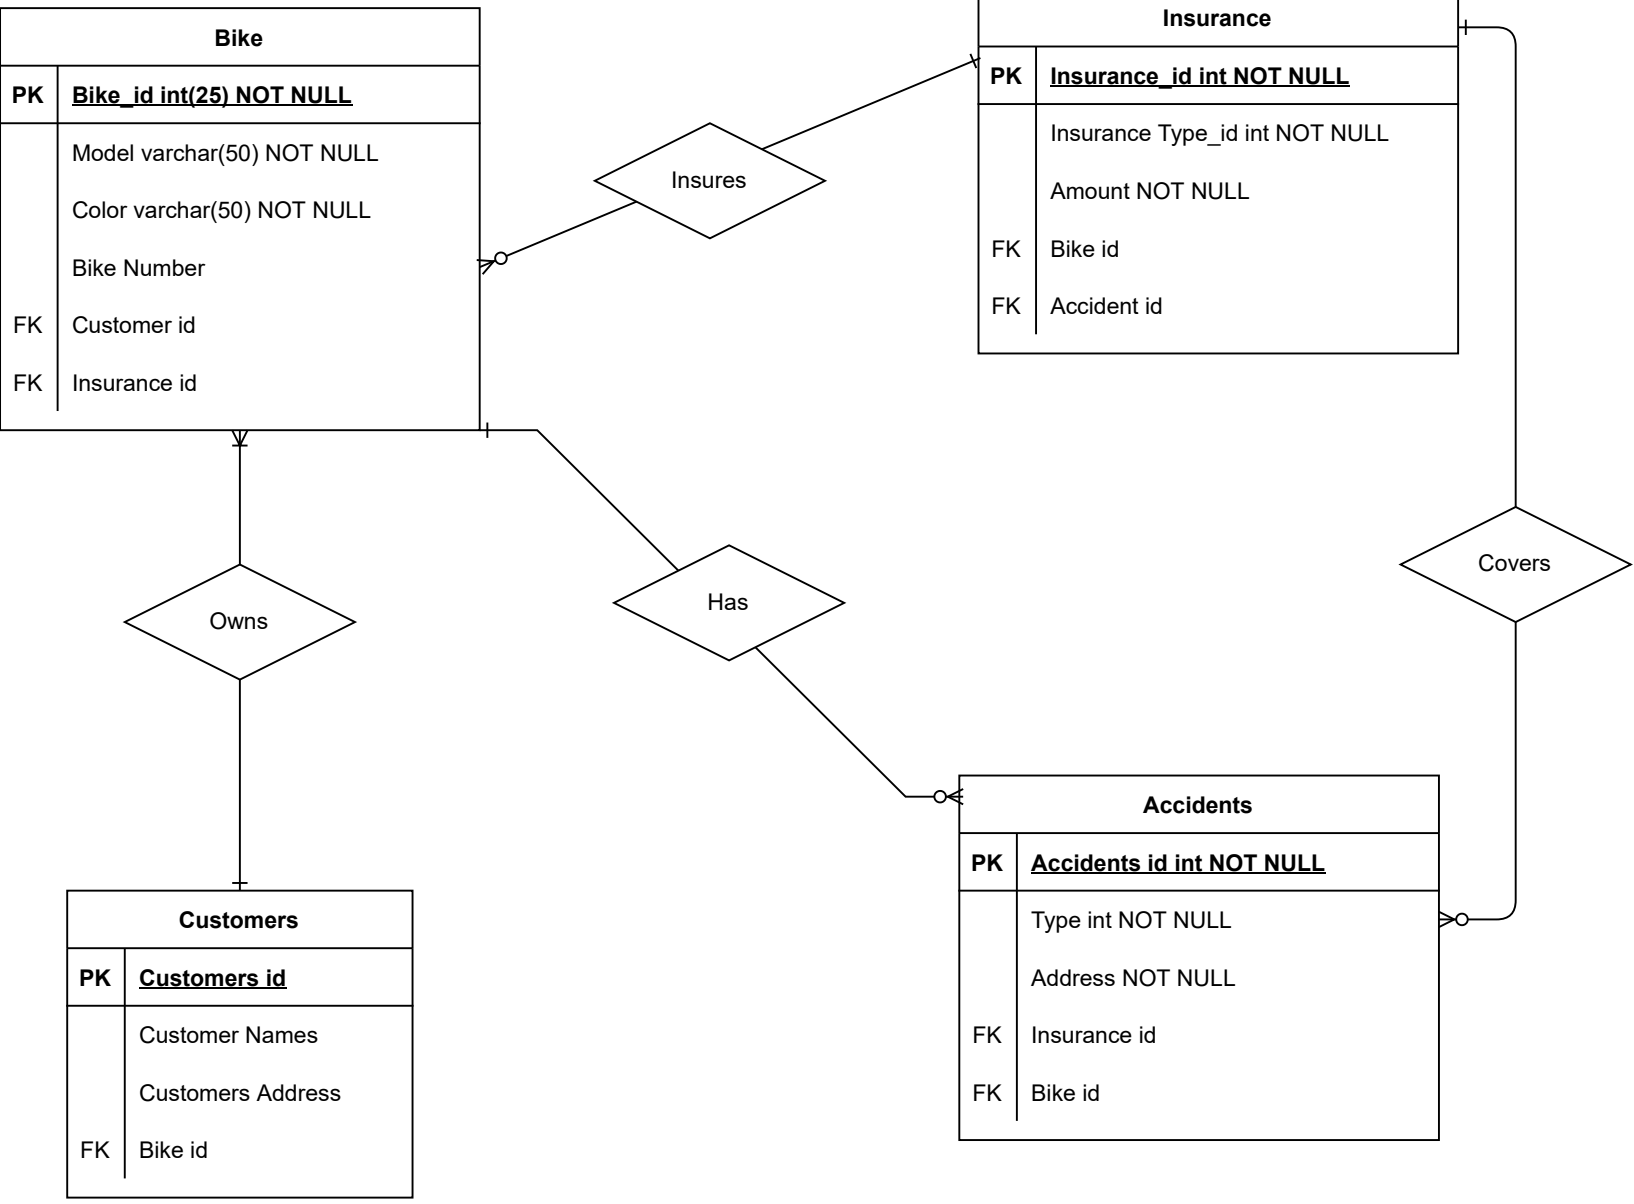 Bike
PK Bike_id int(25) NOT NULL
Model varchar(50) NOT NULL
Color varchar(50) NOT NULL
Bike Number
FK Customer id
FK Insurance id
Insures
Insurance
PK Insurance_id int NOT NULL
Insurance Type_id int NOT NULL
Amount NOT NULL
FK Bike id
FK Accident id
Owns
Has
Covers
Customers
PK Customers id
Customer Names
Customers Address
FK Bike id
Accidents
PK Accidents id int NOT NULL
Type int NOT NULL
Address NOT NULL
FK Insurance id
FK Bike id